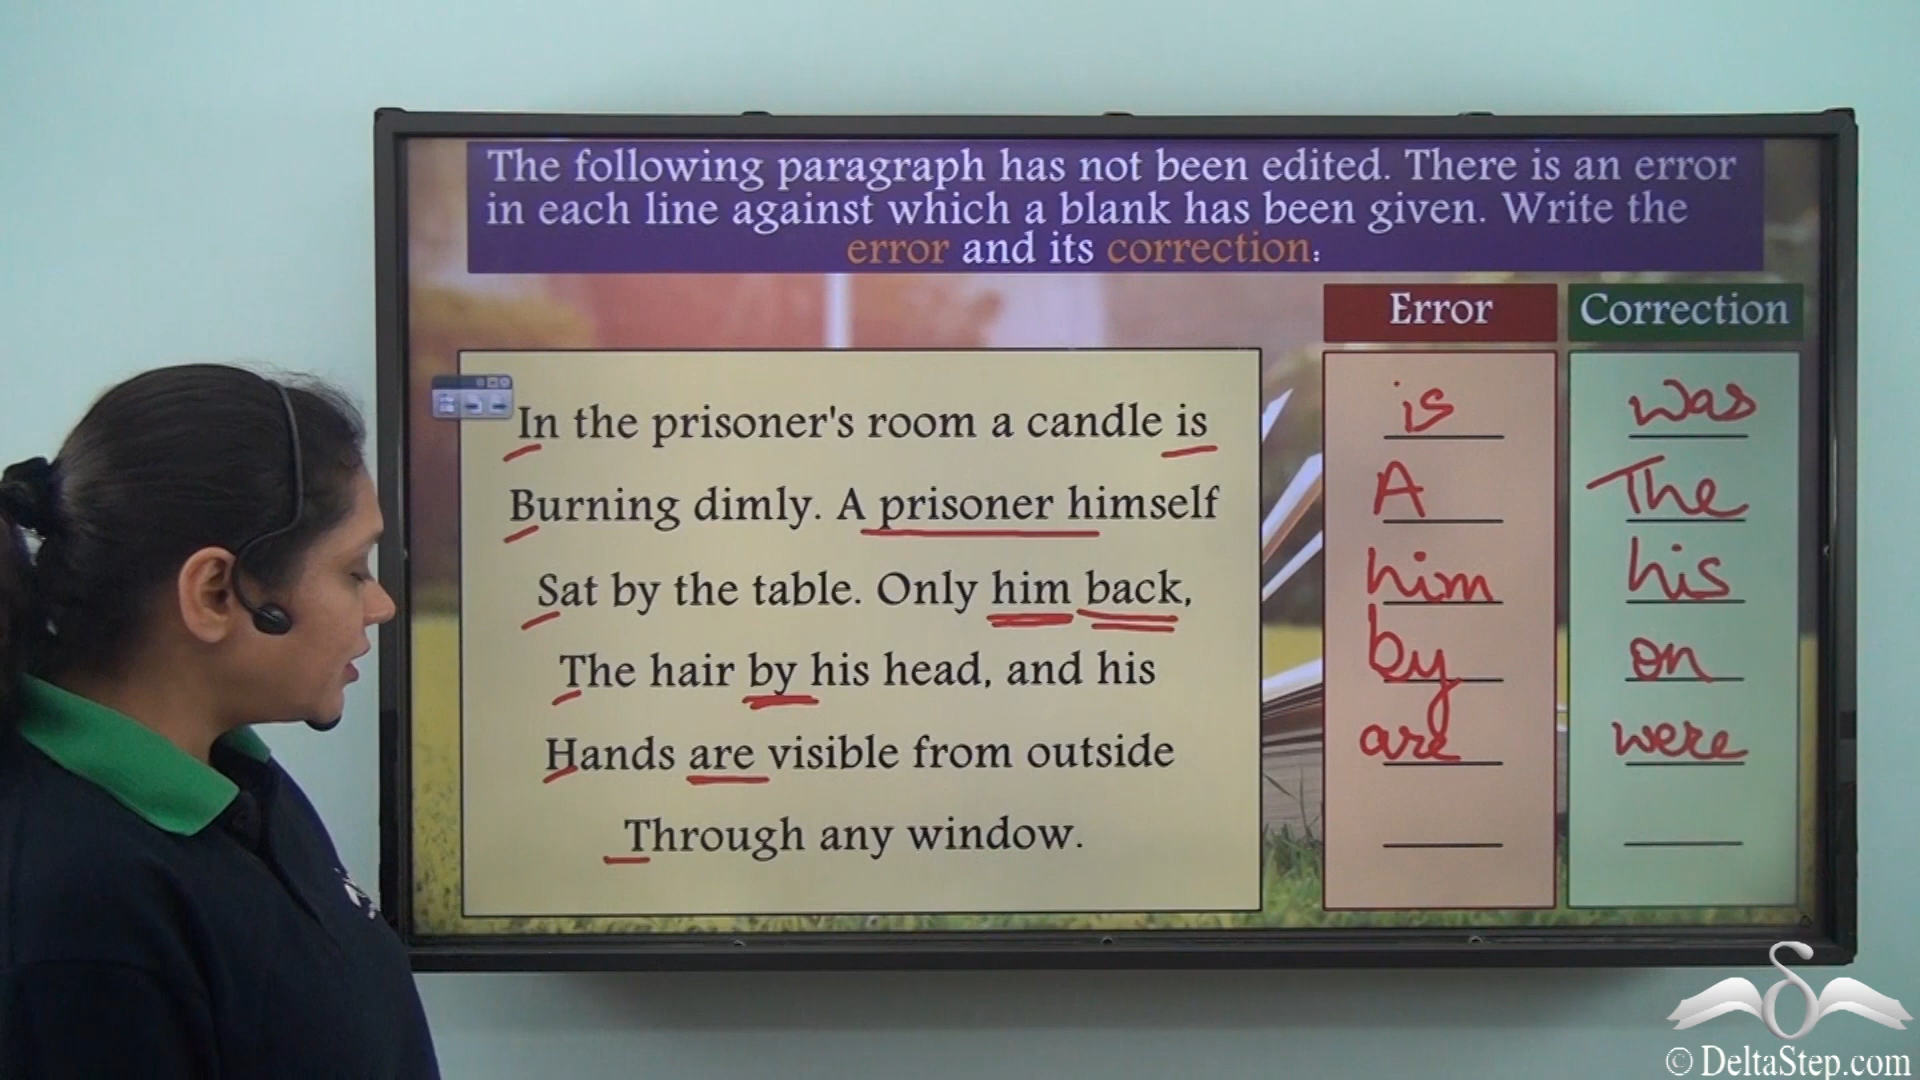 The following paragraph has not been edited. There is an error
in each line against which a blank has been given. Write the
error and its correction:
Error
Correction
In the prisoner's room a candle is
is
was
Burning dimly. A prisoner himself
A
The
Sat by the table. Only him back,
him
his
The hair by his head, and his
by
on
Hands are visible from outside
are
were
Through any window.
© DeltaStep.com